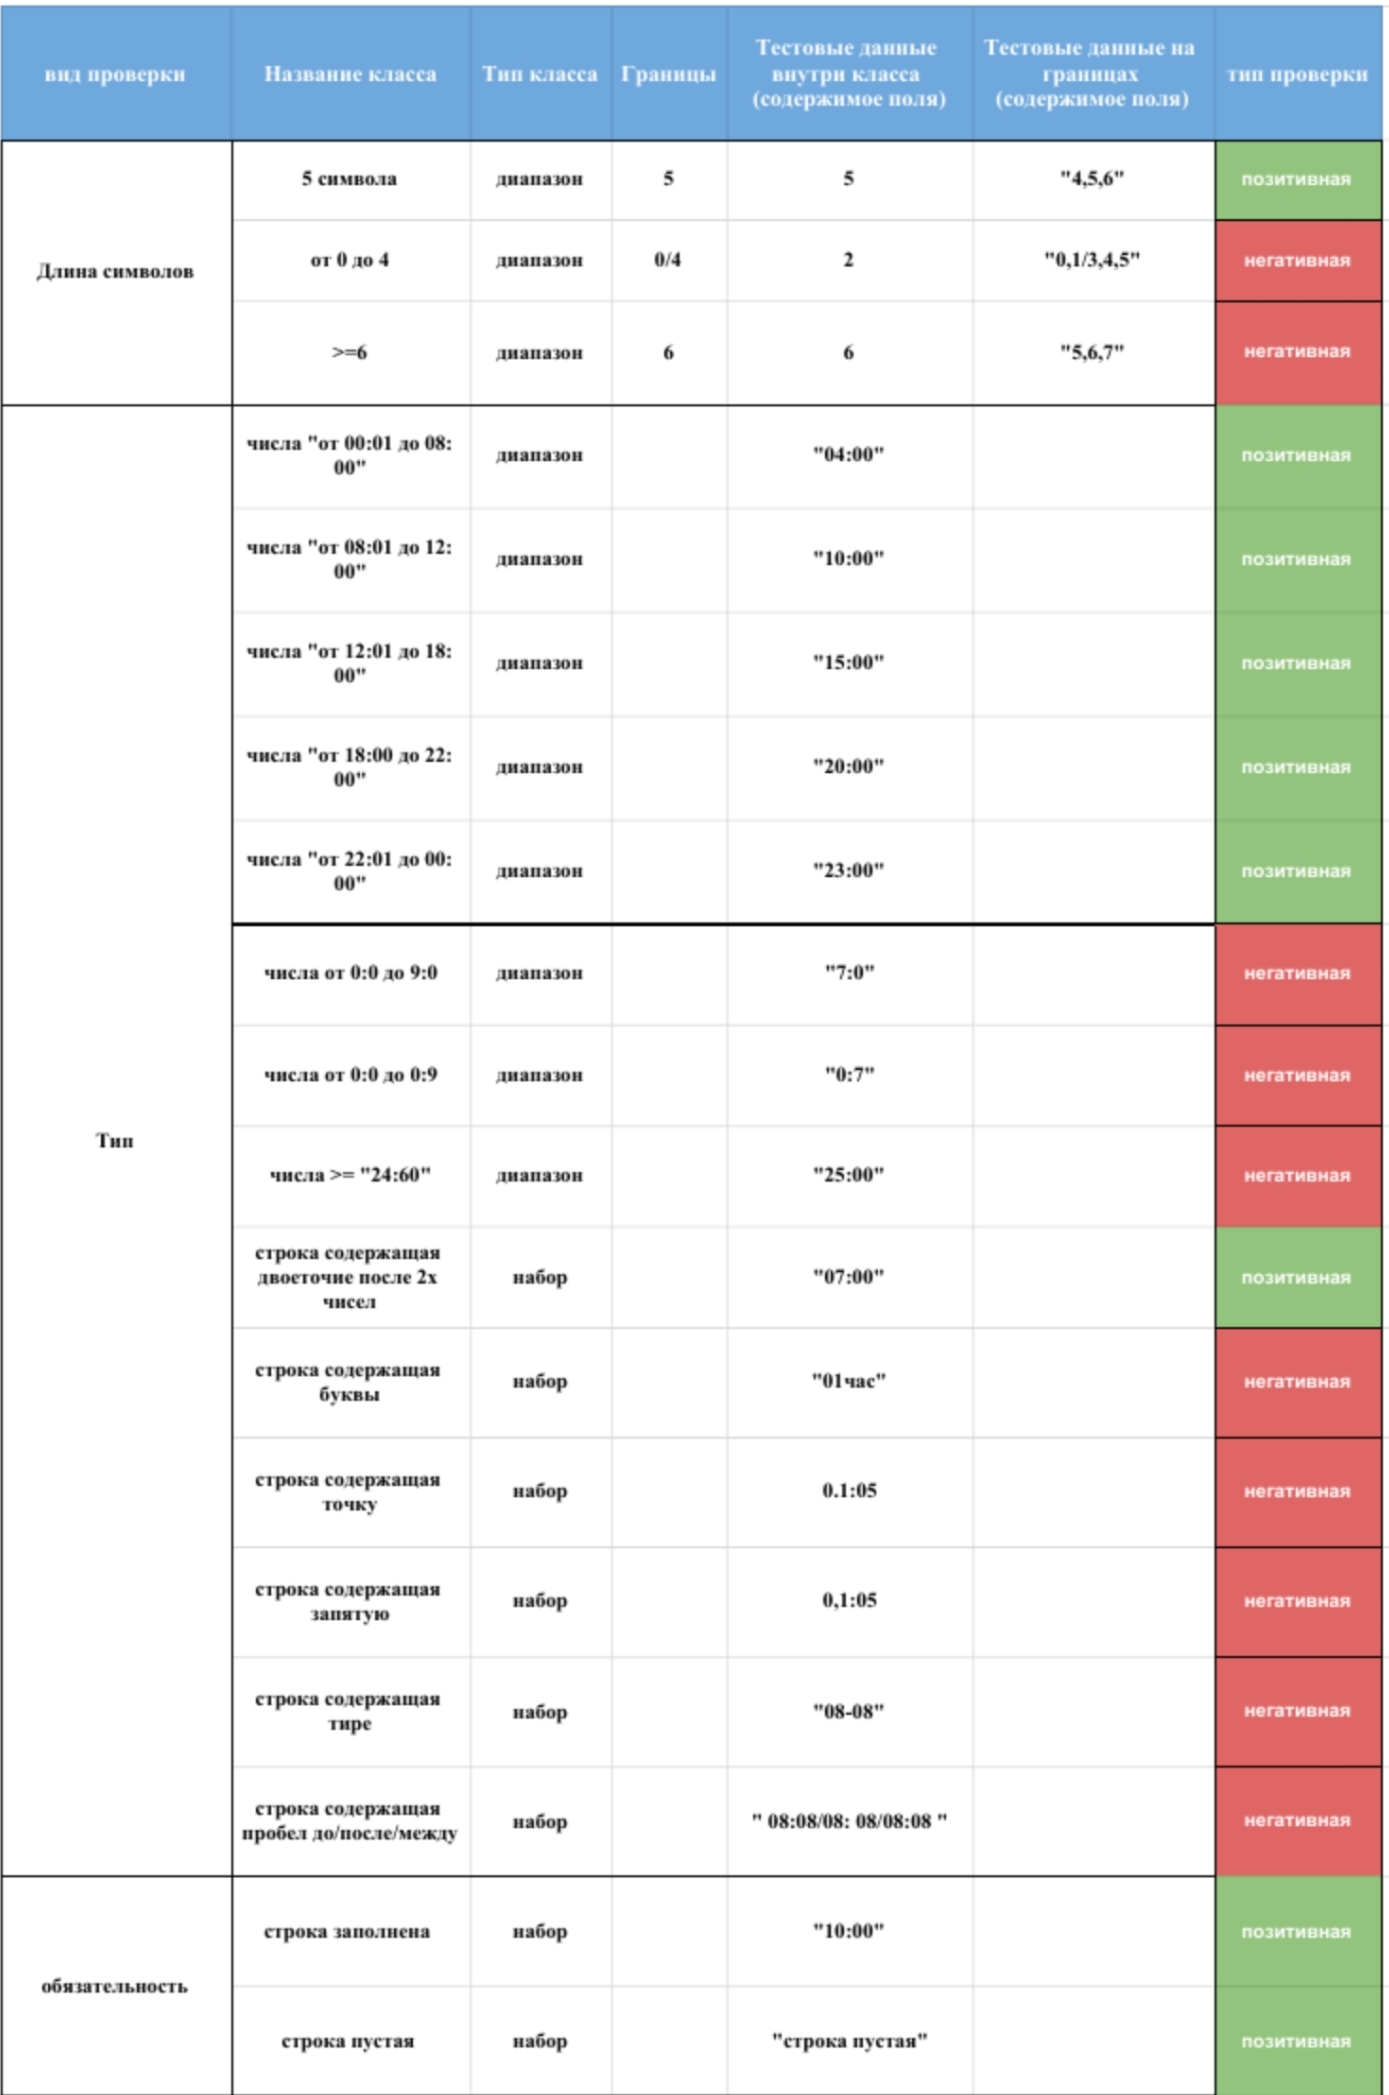 вид проверки
Название класса
Тип класса
Границы
Тестовые данные
внутри класса
(содержимое поля)
Тестовые данные на
границах
(содержимое поля)
тип проверки
Длина символов
5 символа
диапазон
5
5
"4,5,6"
позитивная
от 0 до 4
диапазон
0/4
2
"0,1/3,4,5"
негативная
>=6
диапазон
6
6
"5,6,7"
негативная
Тип
числа "от 00:01 до 08:
00"
диапазон
"04:00"
позитивная
числа "от 08:01 до 12:
00"
диапазон
"10:00"
позитивная
числа "от 12:01 до 18:
00"
диапазон
"15:00"
позитивная
числа "от 18:00 до 22:
00"
диапазон
"20:00"
позитивная
числа "от 22:01 до 00:
00"
диапазон
"23:00"
позитивная
числа от 0:0 до 9:0
диапазон
"7:0"
негативная
числа от 0:0 до 0:9
диапазон
"0:7"
негативная
числа >= "24:60"
диапазон
"25:00"
негативная
строка содержащая
двоеточие после 2х
чисел
набор
"07:00"
позитивная
строка содержащая
буквы
набор
"01час"
негативная
строка содержащая
точку
набор
0.1:05
негативная
строка содержащая
запятую
набор
0,1:05
негативная
строка содержащая
тире
набор
"08-08"
негативная
строка содержащая
пробел до/после/между
набор
" 08:08/08: 08/08:08 "
негативная
обязательность
строка заполнена
набор
"10:00"
позитивная
строка пустая
набор
"строка пустая"
позитивная